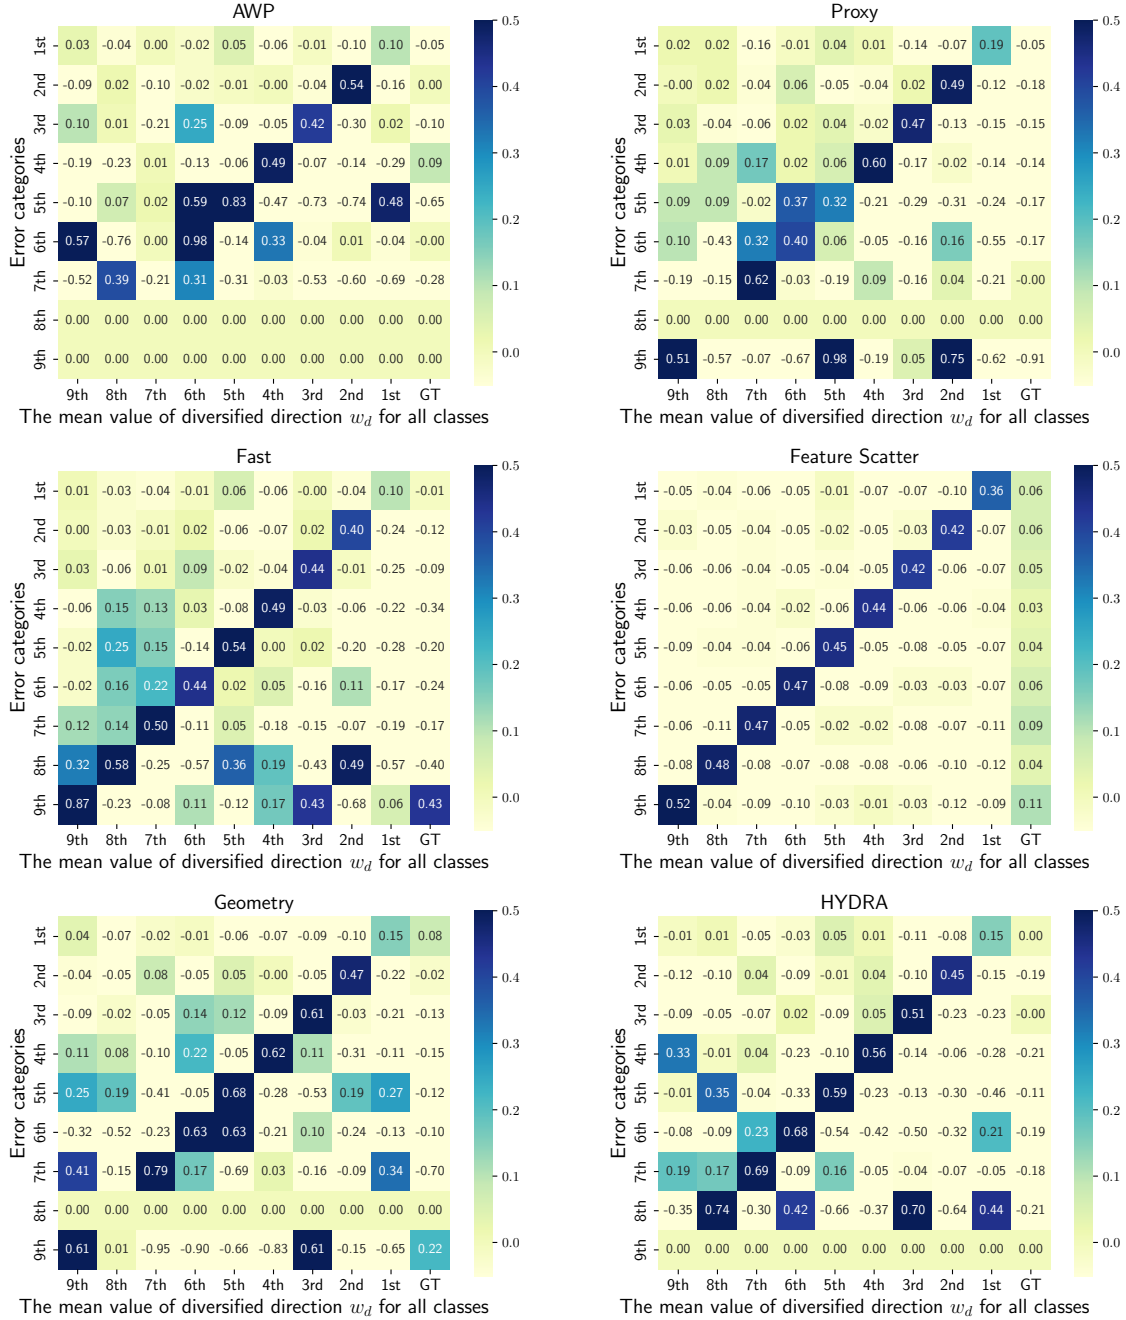 AWP
1st 0.03 -0.04 0.00 -0.02 0.05 -0.06 -0.01 -0.10 0.10 -0.05
2nd -0.09 0.02 -0.10 -0.02 -0.01 -0.00 -0.04 0.54 -0.16 0.00
3rd 0.10 0.01 -0.21 0.25 -0.09 -0.05 0.42 -0.30 0.02 -0.10
4th -0.19 -0.23 0.01 -0.13 -0.06 0.49 -0.07 -0.14 -0.29 0.09
5th -0.10 0.07 0.02 0.59 0.83 -0.47 -0.73 -0.74 0.48 -0.65
6th 0.57 -0.76 0.00 0.98 -0.14 0.33 -0.04 0.01 -0.04 -0.00
7th -0.52 0.39 -0.21 0.31 -0.31 -0.03 -0.53 -0.60 -0.69 -0.28
8th 0.00 0.00 0.00 0.00 0.00 0.00 0.00 0.00 0.00 0.00
9th 0.00 0.00 0.00 0.00 0.00 0.00 0.00 0.00 0.00 0.00
9th 8th 7th 6th 5th 4th 3rd 2nd 1st GT
Error categories
The mean value of diversified direction w_d for all classes
0.5
0.4
0.3
0.2
0.1
0.0
Proxy
1st 0.02 0.02 -0.16 -0.01 0.04 0.01 -0.14 -0.07 0.19 -0.05
2nd -0.00 0.02 -0.04 0.06 -0.05 -0.04 0.02 0.49 -0.12 -0.18
3rd 0.03 -0.04 -0.06 0.02 0.04 -0.02 0.47 -0.13 -0.15 -0.15
4th 0.01 0.09 0.17 0.02 0.06 0.60 -0.17 -0.02 -0.14 -0.14
5th 0.09 0.09 -0.02 0.37 0.32 -0.21 -0.29 -0.31 -0.24 -0.17
6th 0.10 -0.43 0.32 0.40 0.06 -0.05 -0.16 0.16 -0.55 -0.17
7th -0.19 -0.15 0.62 -0.03 -0.19 0.09 -0.16 0.04 -0.21 -0.00
8th 0.00 0.00 0.00 0.00 0.00 0.00 0.00 0.00 0.00 0.00
9th 0.51 -0.57 -0.07 -0.67 0.98 -0.19 0.05 0.75 -0.62 -0.91
9th 8th 7th 6th 5th 4th 3rd 2nd 1st GT
Error categories
The mean value of diversified direction w_d for all classes
0.5
0.4
0.3
0.2
0.1
0.0
Fast
1st 0.01 -0.03 -0.04 -0.01 0.06 -0.06 -0.00 -0.04 0.10 -0.01
2nd 0.00 -0.03 -0.01 0.02 -0.06 -0.07 0.02 0.40 -0.24 -0.12
3rd 0.03 -0.06 0.01 0.09 -0.02 -0.04 0.44 -0.01 -0.25 -0.09
4th -0.06 0.15 0.13 0.03 -0.08 0.49 -0.03 -0.06 -0.22 -0.34
5th -0.02 0.25 0.15 -0.14 0.54 0.00 0.02 -0.20 -0.28 -0.20
6th -0.02 0.16 0.22 0.44 0.02 0.05 -0.16 0.11 -0.17 -0.24
7th 0.12 0.14 0.50 -0.11 0.05 -0.18 -0.15 -0.07 -0.19 -0.17
8th 0.32 0.58 -0.25 -0.57 0.36 0.19 -0.43 0.49 -0.57 -0.40
9th 0.87 -0.23 -0.08 0.11 -0.12 0.17 0.43 -0.68 0.06 0.43
9th 8th 7th 6th 5th 4th 3rd 2nd 1st GT
Error categories
The mean value of diversified direction w_d for all classes
0.5
0.4
0.3
0.2
0.1
0.0
Feature Scatter
1st -0.05 -0.04 -0.06 -0.05 -0.01 -0.07 -0.07 -0.10 0.36 0.06
2nd -0.03 -0.05 -0.04 -0.05 -0.02 -0.05 -0.03 0.42 -0.07 0.06
3rd -0.06 -0.06 -0.04 -0.04 -0.05 -0.06 0.42 -0.06 -0.07 0.05
4th -0.06 -0.06 -0.04 -0.02 -0.06 0.44 -0.06 -0.06 -0.04 0.03
5th -0.09 -0.04 -0.04 -0.06 0.45 -0.05 -0.05 -0.06 -0.07 0.04
6th -0.06 -0.05 -0.05 0.47 -0.08 -0.09 -0.03 -0.03 -0.07 0.06
7th -0.06 -0.11 0.47 -0.05 -0.02 -0.02 -0.08 -0.07 -0.11 0.09
8th -0.08 0.48 -0.08 -0.07 -0.08 -0.08 -0.06 -0.10 -0.12 0.04
9th 0.52 -0.04 -0.09 -0.10 -0.03 -0.01 -0.03 -0.12 -0.09 0.11
9th 8th 7th 6th 5th 4th 3rd 2nd 1st GT
Error categories
The mean value of diversified direction w_d for all classes
0.5
0.4
0.3
0.2
0.1
0.0
Geometry
1st 0.04 -0.07 -0.02 -0.01 -0.06 -0.07 -0.09 -0.10 0.15 0.08
2nd -0.04 -0.05 0.08 -0.05 0.05 -0.00 -0.05 0.47 -0.22 -0.02
3rd -0.09 -0.02 -0.05 0.14 0.12 -0.09 0.61 -0.03 -0.21 -0.13
4th 0.11 0.08 -0.10 0.22 -0.05 0.62 0.11 -0.31 -0.11 -0.15
5th 0.25 0.19 -0.41 -0.05 0.68 -0.28 -0.53 0.19 0.27 -0.12
6th -0.32 -0.52 -0.23 0.63 0.63 -0.21 0.10 -0.24 -0.13 -0.10
7th 0.41 -0.15 0.79 0.17 -0.69 0.03 -0.16 -0.09 0.34 -0.70
8th 0.00 0.00 0.00 0.00 0.00 0.00 0.00 0.00 0.00 0.00
9th 0.61 0.01 -0.95 -0.90 -0.66 -0.83 0.61 -0.15 -0.65 0.22
9th 8th 7th 6th 5th 4th 3rd 2nd 1st GT
Error categories
The mean value of diversified direction w_d for all classes
0.5
0.4
0.3
0.2
0.1
0.0
HYDRA
1st -0.01 0.01 -0.05 -0.03 0.05 0.01 -0.11 -0.08 0.15 0.00
2nd -0.12 -0.10 0.04 -0.09 -0.01 0.04 -0.10 0.45 -0.15 -0.19
3rd -0.09 -0.05 -0.07 0.02 -0.09 0.05 0.51 -0.23 -0.23 -0.00
4th 0.33 -0.01 0.04 -0.23 -0.10 0.56 -0.14 -0.06 -0.28 -0.21
5th -0.01 0.35 -0.04 -0.33 0.59 -0.23 -0.13 -0.30 -0.46 -0.11
6th -0.08 -0.09 0.23 0.68 -0.54 -0.42 -0.50 -0.32 0.21 -0.19
7th 0.19 0.17 0.69 -0.09 0.16 -0.05 -0.04 -0.07 -0.05 -0.18
8th -0.35 0.74 -0.30 0.42 -0.66 -0.37 0.70 -0.64 0.44 -0.21
9th 0.00 0.00 0.00 0.00 0.00 0.00 0.00 0.00 0.00 0.00
9th 8th 7th 6th 5th 4th 3rd 2nd 1st GT
Error categories
The mean value of diversified direction w_d for all classes
0.5
0.4
0.3
0.2
0.1
0.0